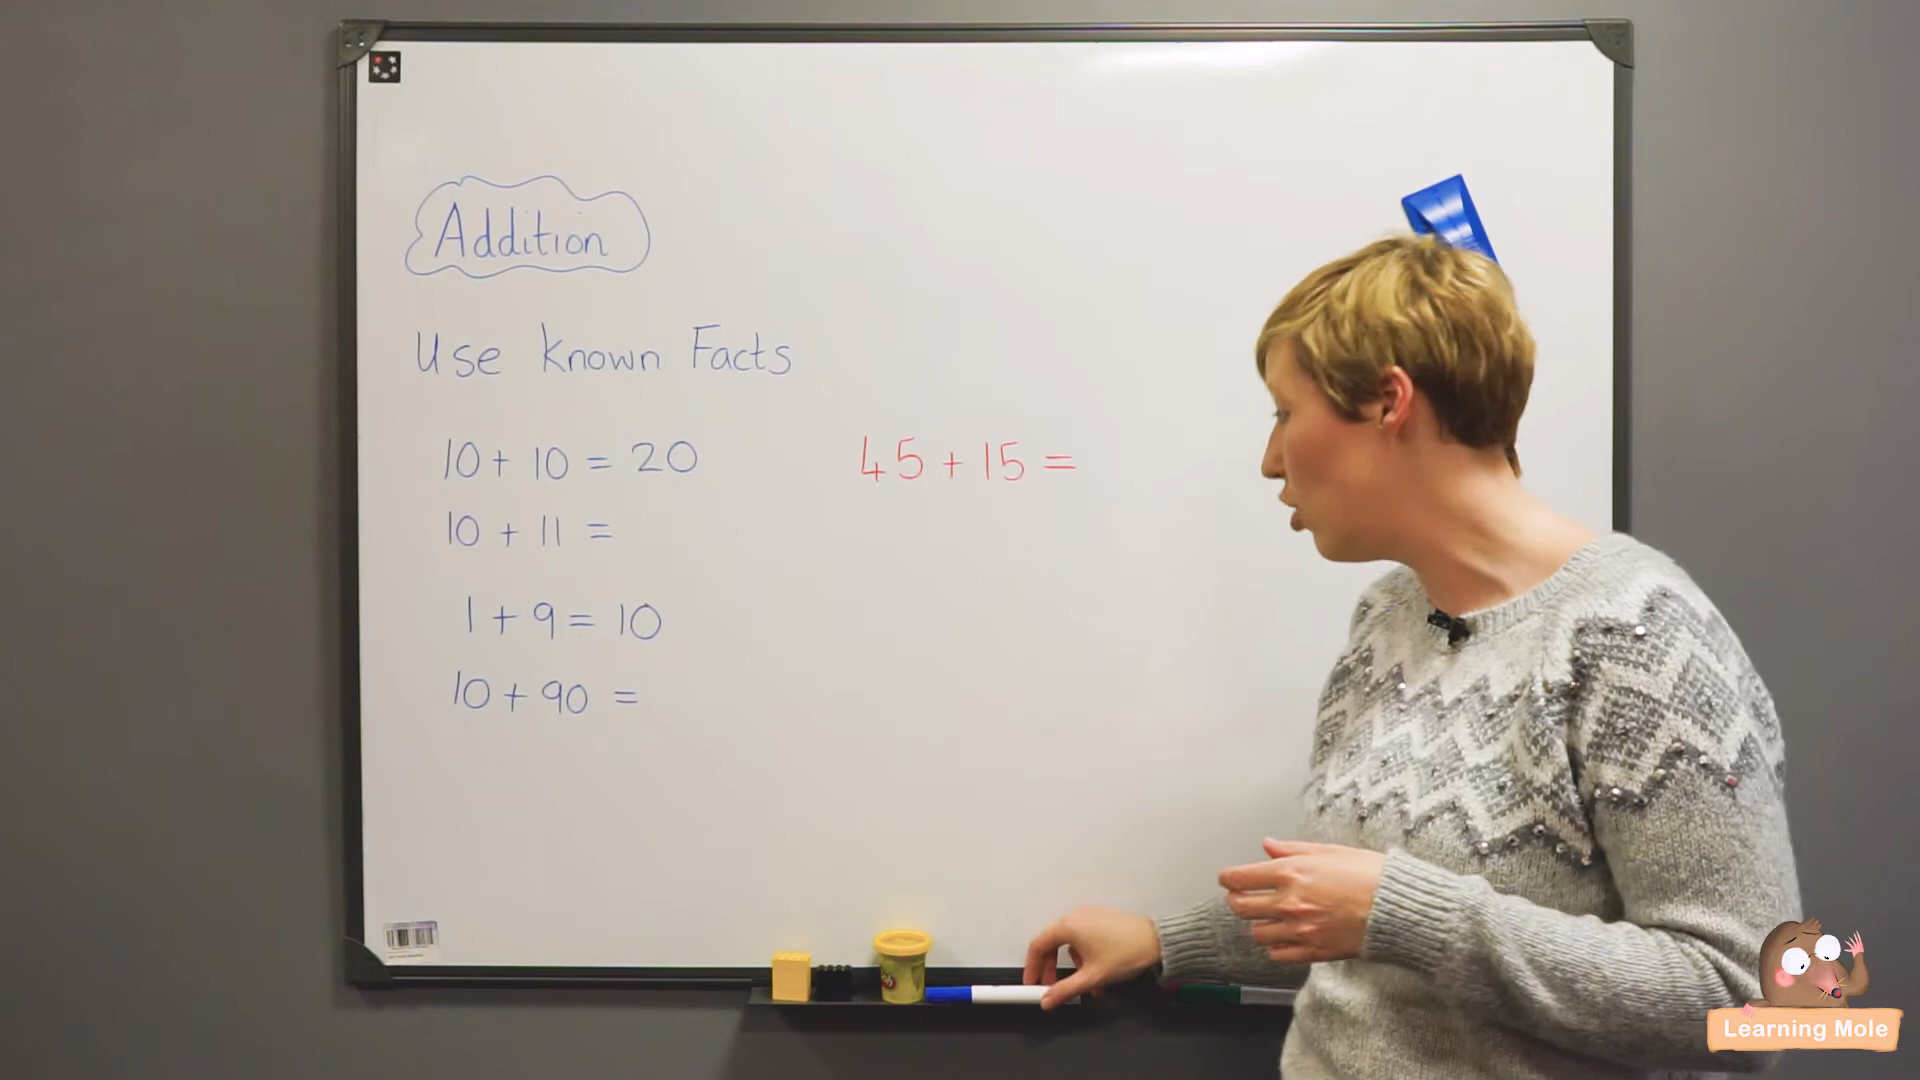 Addition
Use known Facts
10 + 10 = 20
10 + 11 =
1 + 9 = 10
10 + 90 =
45 + 15 =
Learning Mole